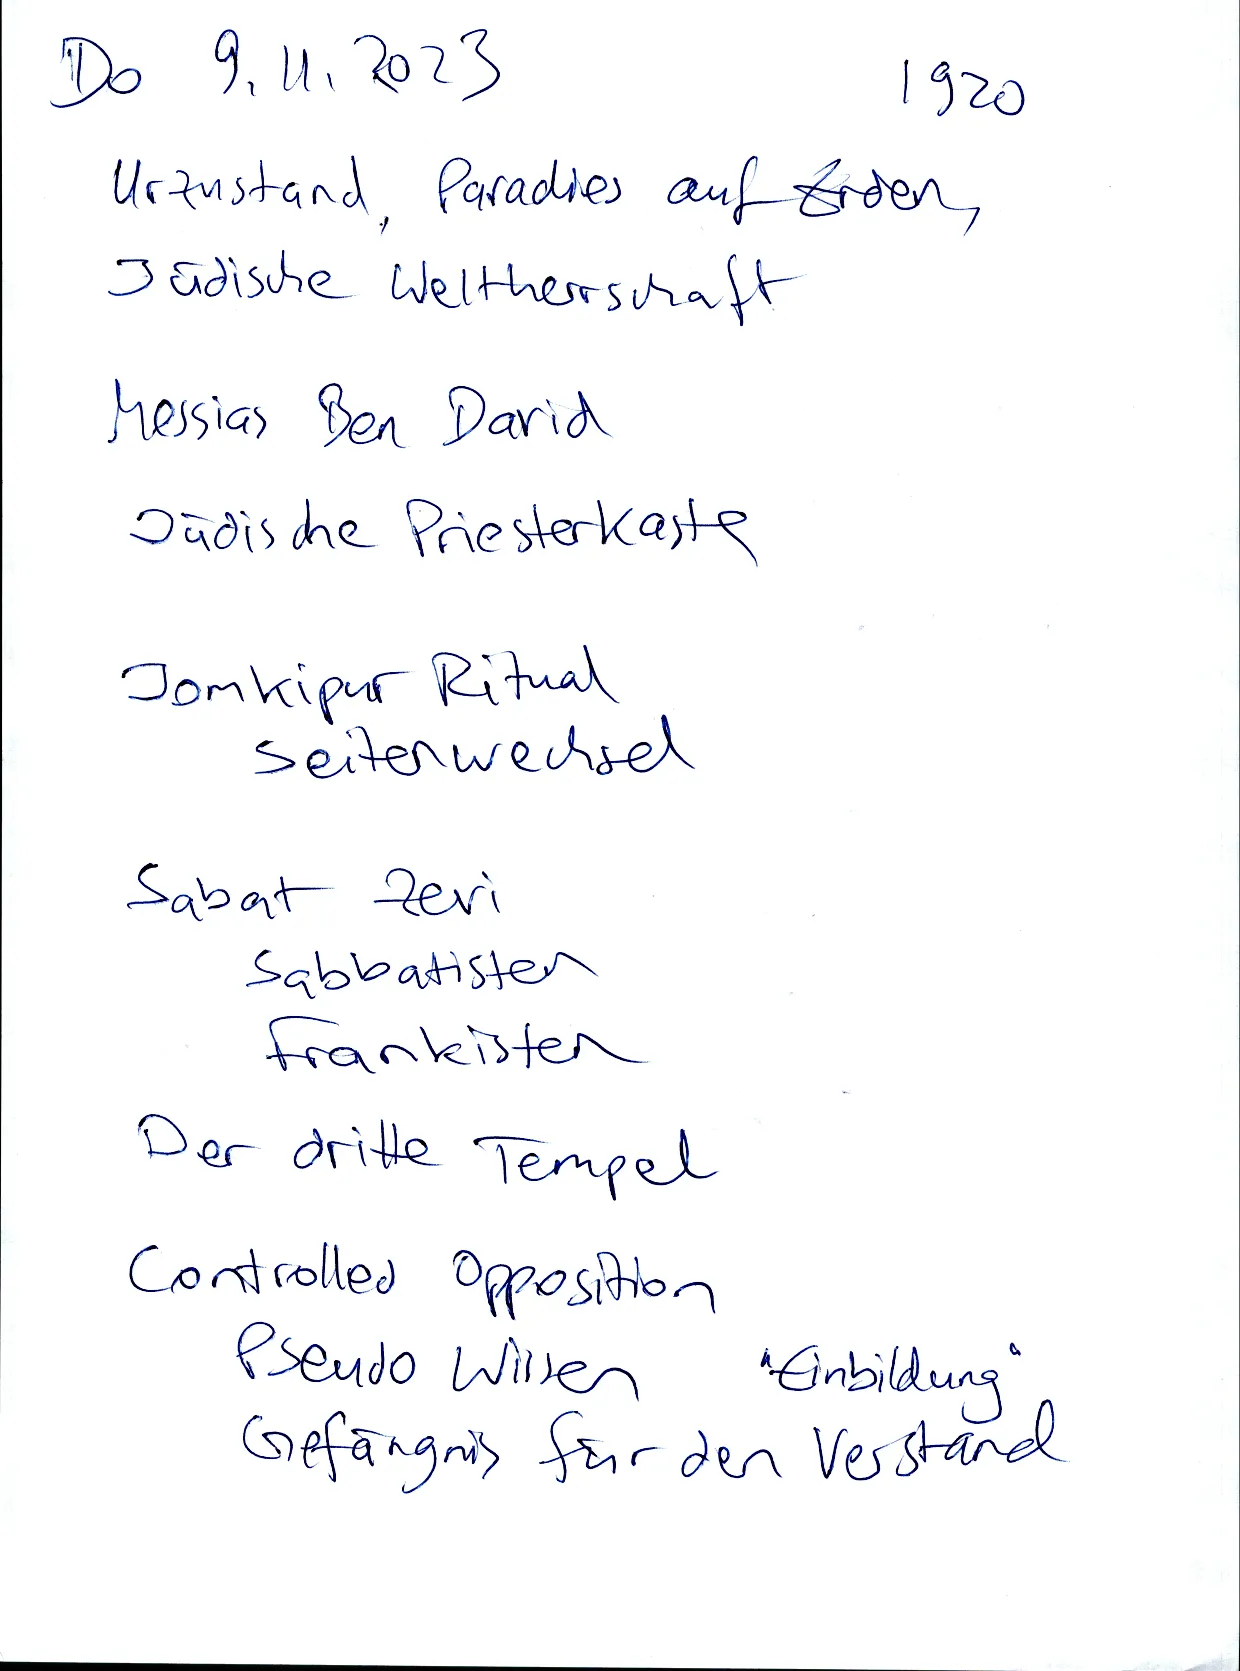 Do 9.11.2023 1920
Urzustand, Paradies auf Erden,
Jüdische Weltherrschaft
Messias Ben David
Jüdische Priesterkaste
Jomkipur Ritual
Seitenwechsel
Sabat Zevi
Sabbatisten
Frankisten
Der dritte Tempel
Controlled Opposition
Pseudo Wissen "Einbildung"
Gefängnis für den Verstand